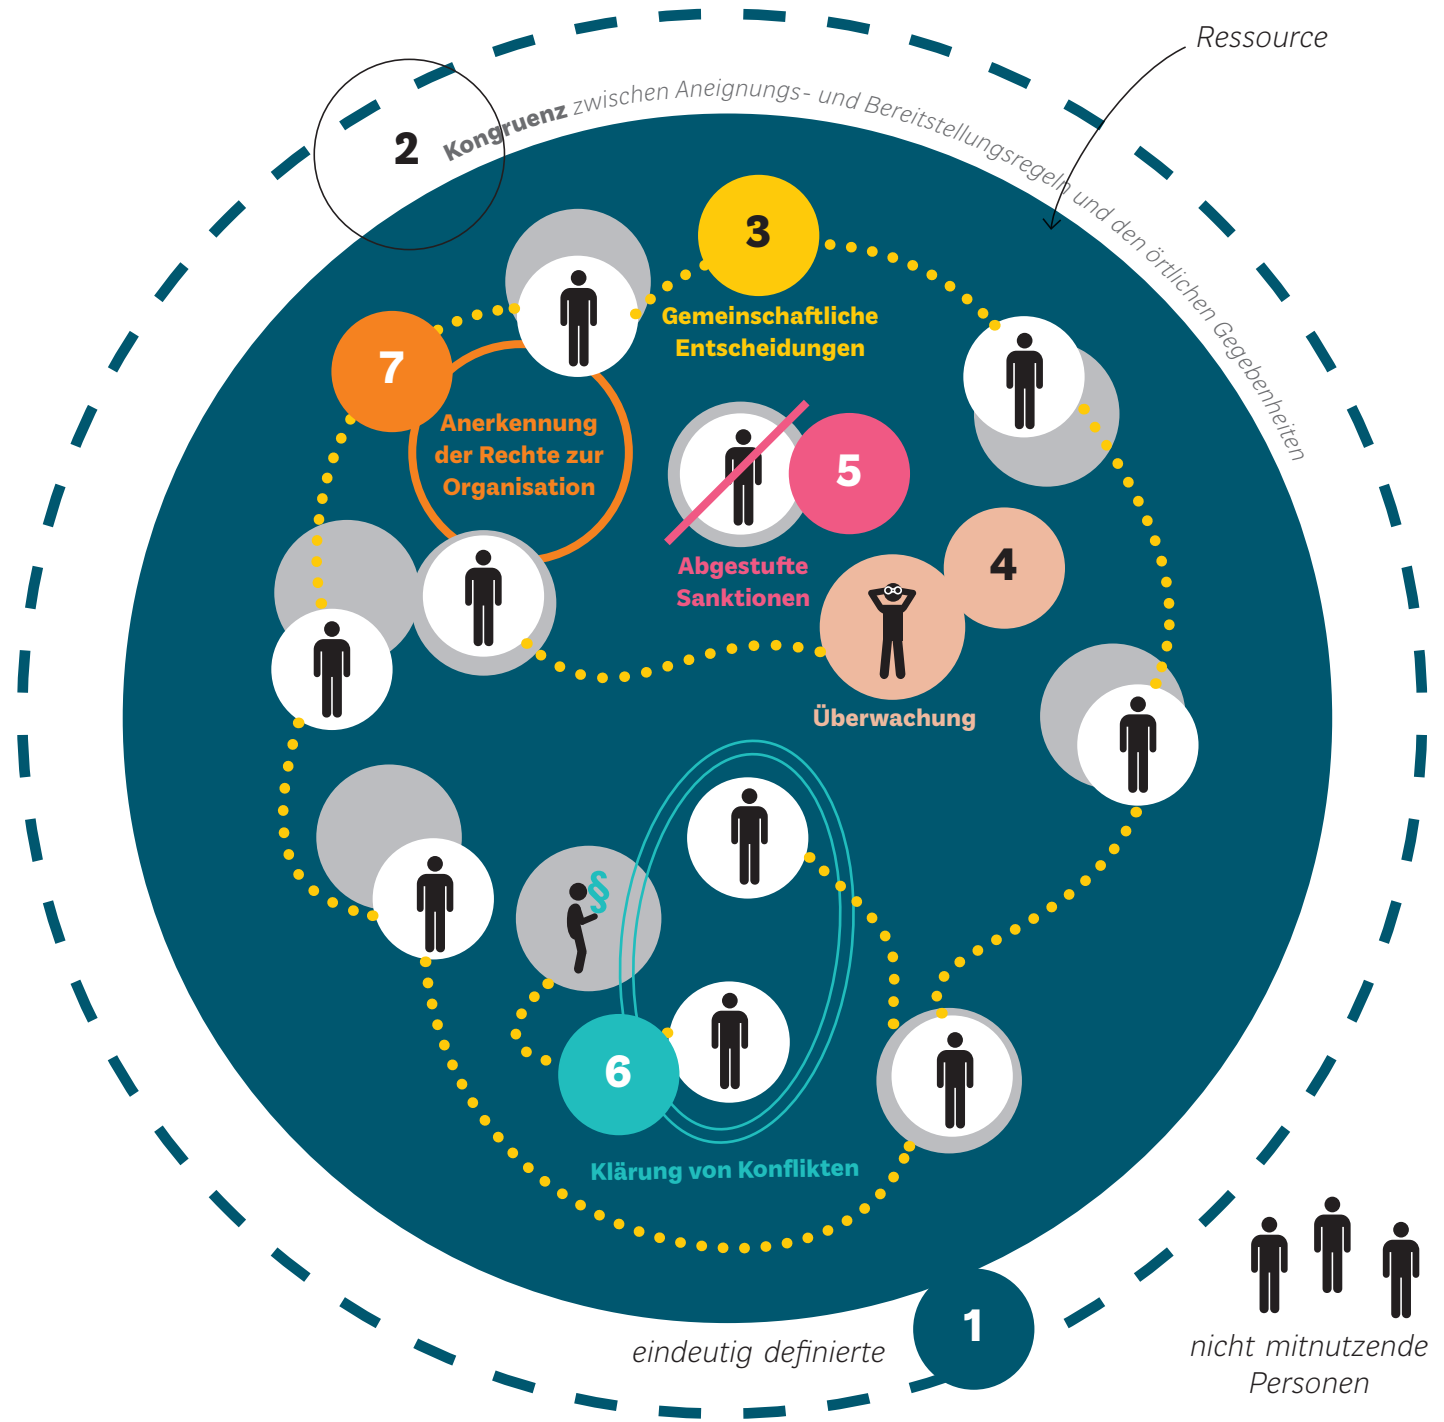 Ressource
2
Kongruenz zwischen Aneignungs- und Bereitstellungsregeln und den örtlichen Gegebenheiten
3
Gemeinschaftliche
Entscheidungen
7
Anerkennung
der Rechte zur
Organisation
5
Abgestufte
Sanktionen
4
Überwachung
§
6
Klärung von Konflikten
1
eindeutig definierte
nicht mitnutzende
Personen